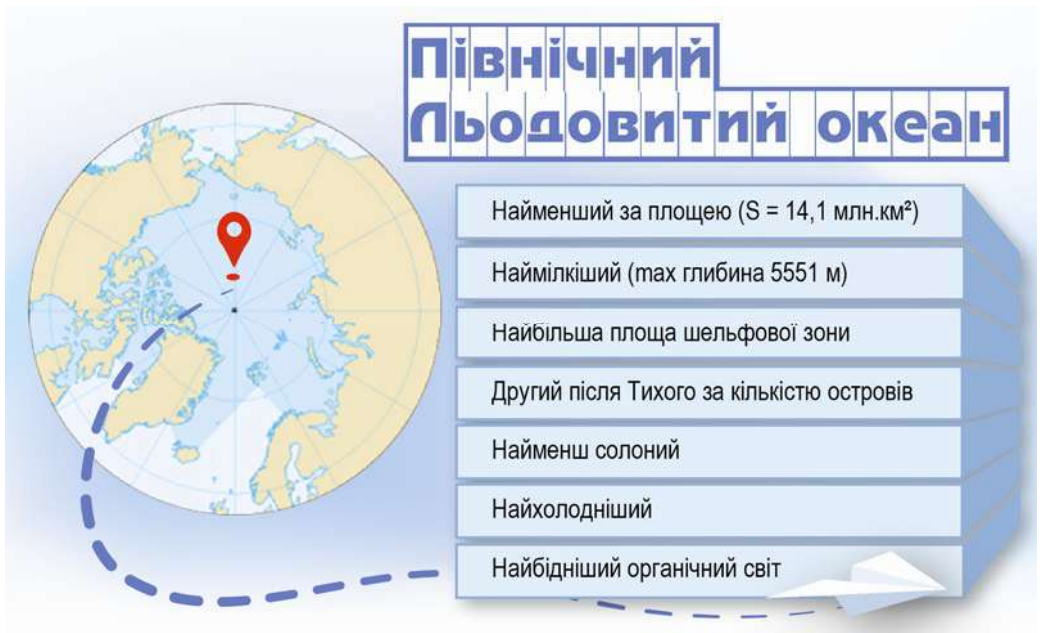 Північний
Льодовитий океан
Найменший за площею (S = 14,1 млн.км²)
Наймілкіший (max глибина 5551 м)
Найбільша площа шельфової зони
Другий після Тихого за кількістю островів
Найменш солоний
Найхолодніший
Найбідніший органічний світ